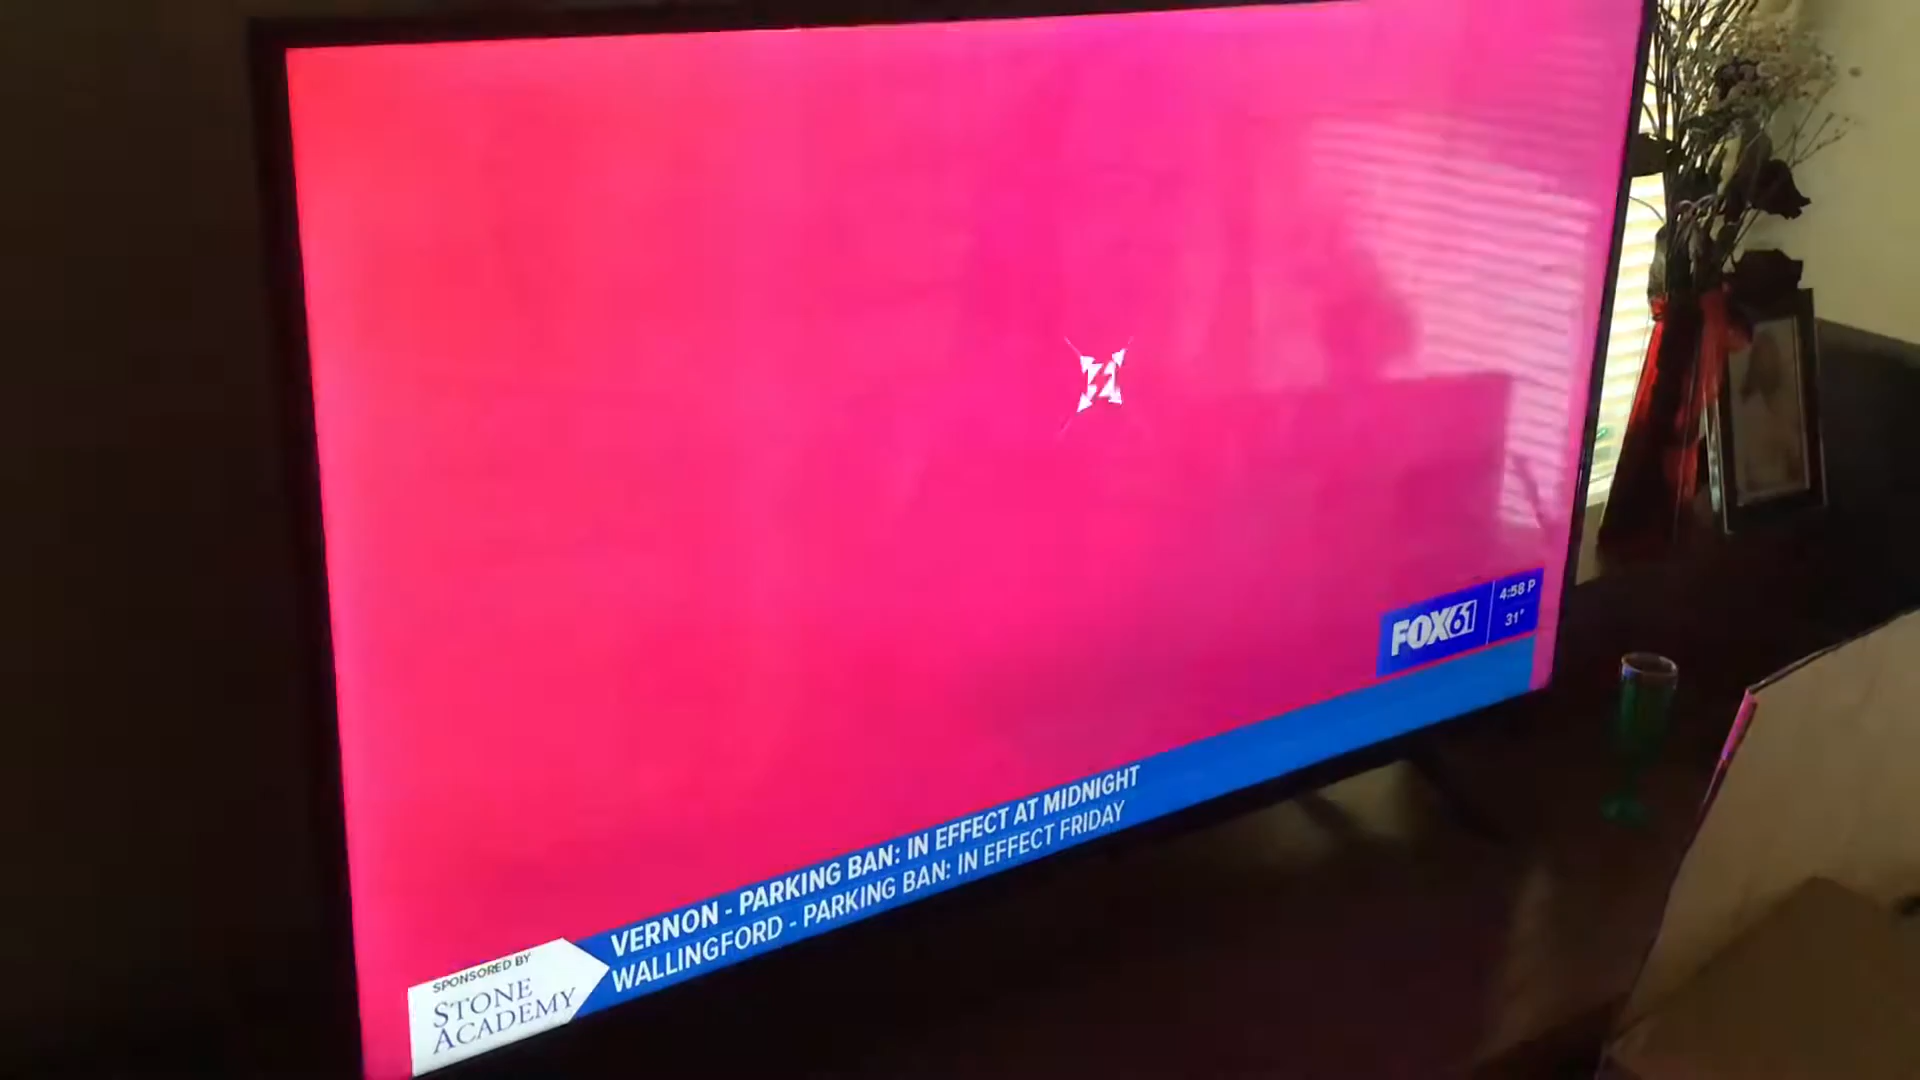 FOX61
4:58 P
31°
VERNON - PARKING BAN: IN EFFECT AT MIDNIGHT
WALLINGFORD - PARKING BAN: IN EFFECT FRIDAY
SPONSORED BY
STONE
ACADEMY